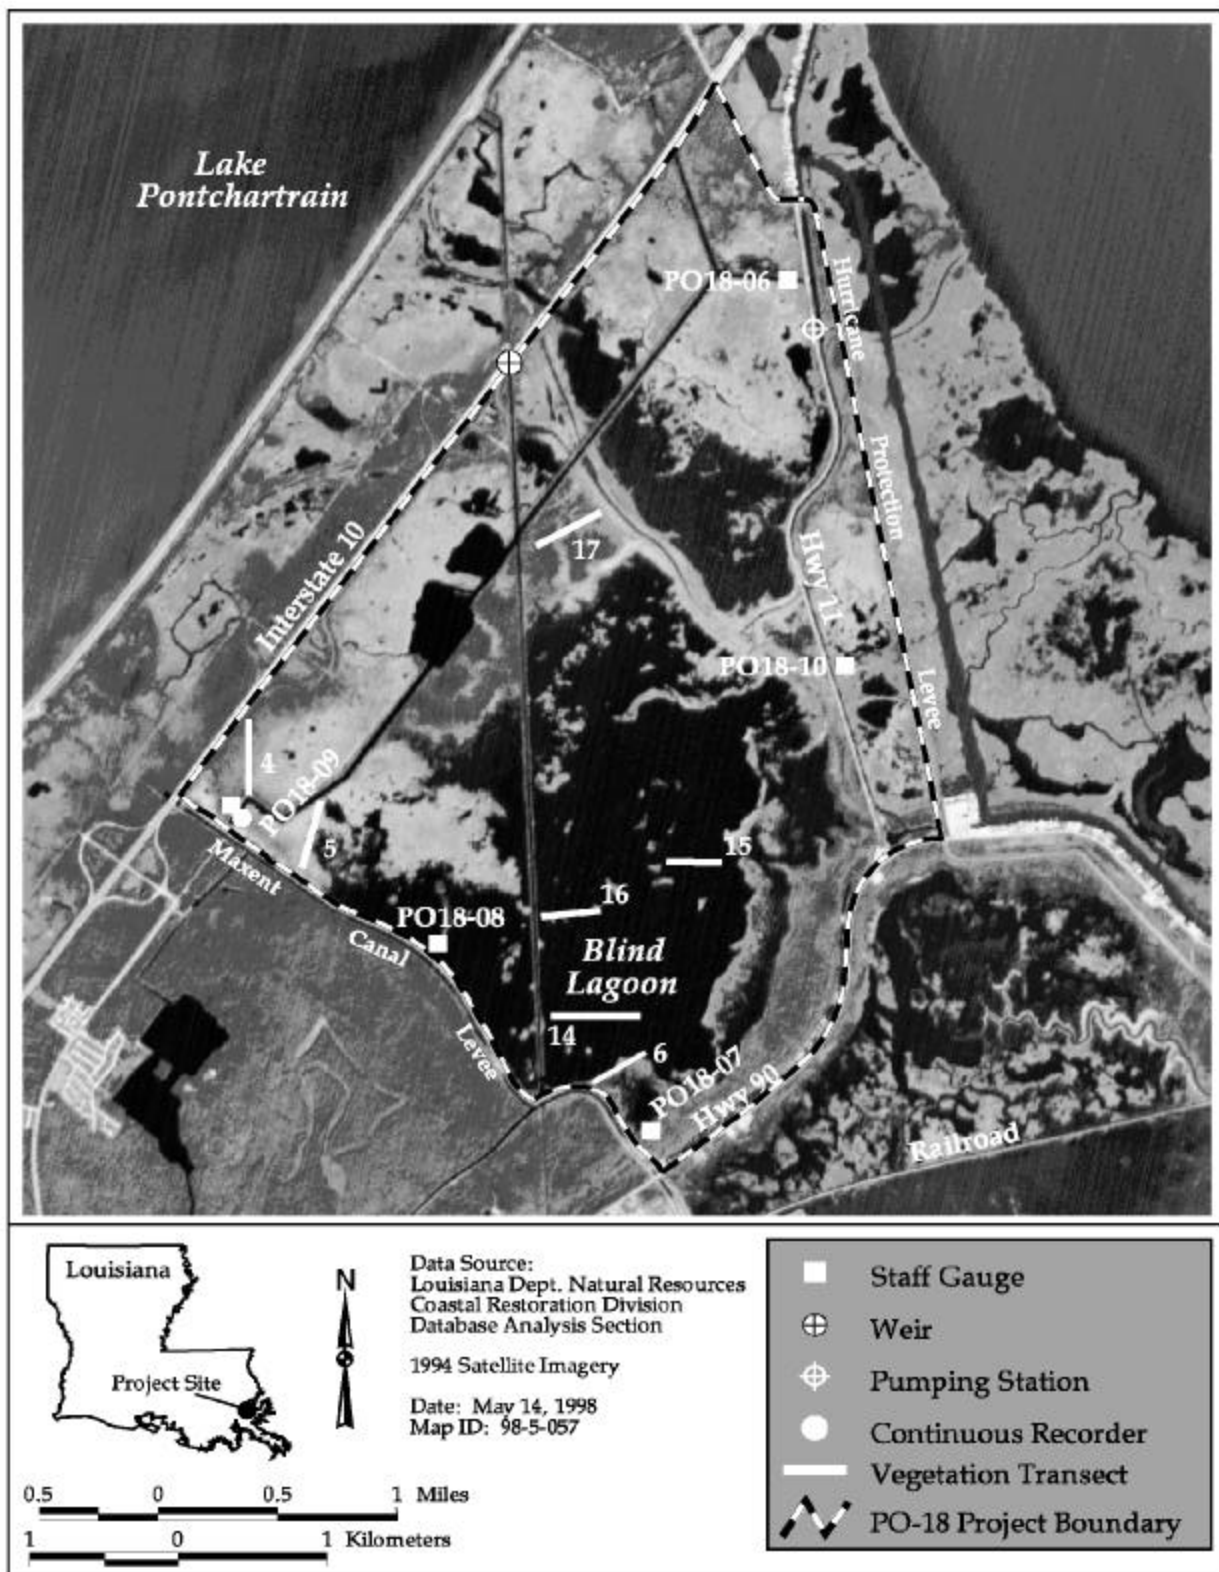 Lake
Pontchartrain
PO18-06
Hurricane
Protection
Levee
Interstate 10
17
Hwy 11
PO18-10
4
PO18-09
5
15
Maxent
Canal
Levee
16
PO18-08
Blind
Lagoon
14
6
PO18-07
Hwy 90
Railroad
Louisiana
Project Site
N
Data Source:
Louisiana Dept. Natural Resources
Coastal Restoration Division
Database Analysis Section
1994 Satellite Imagery
Date: May 14, 1998
Map ID: 98-5-057
0.5 0 0.5 1 Miles
1 0 1 Kilometers
Staff Gauge
Weir
Pumping Station
Continuous Recorder
Vegetation Transect
PO-18 Project Boundary